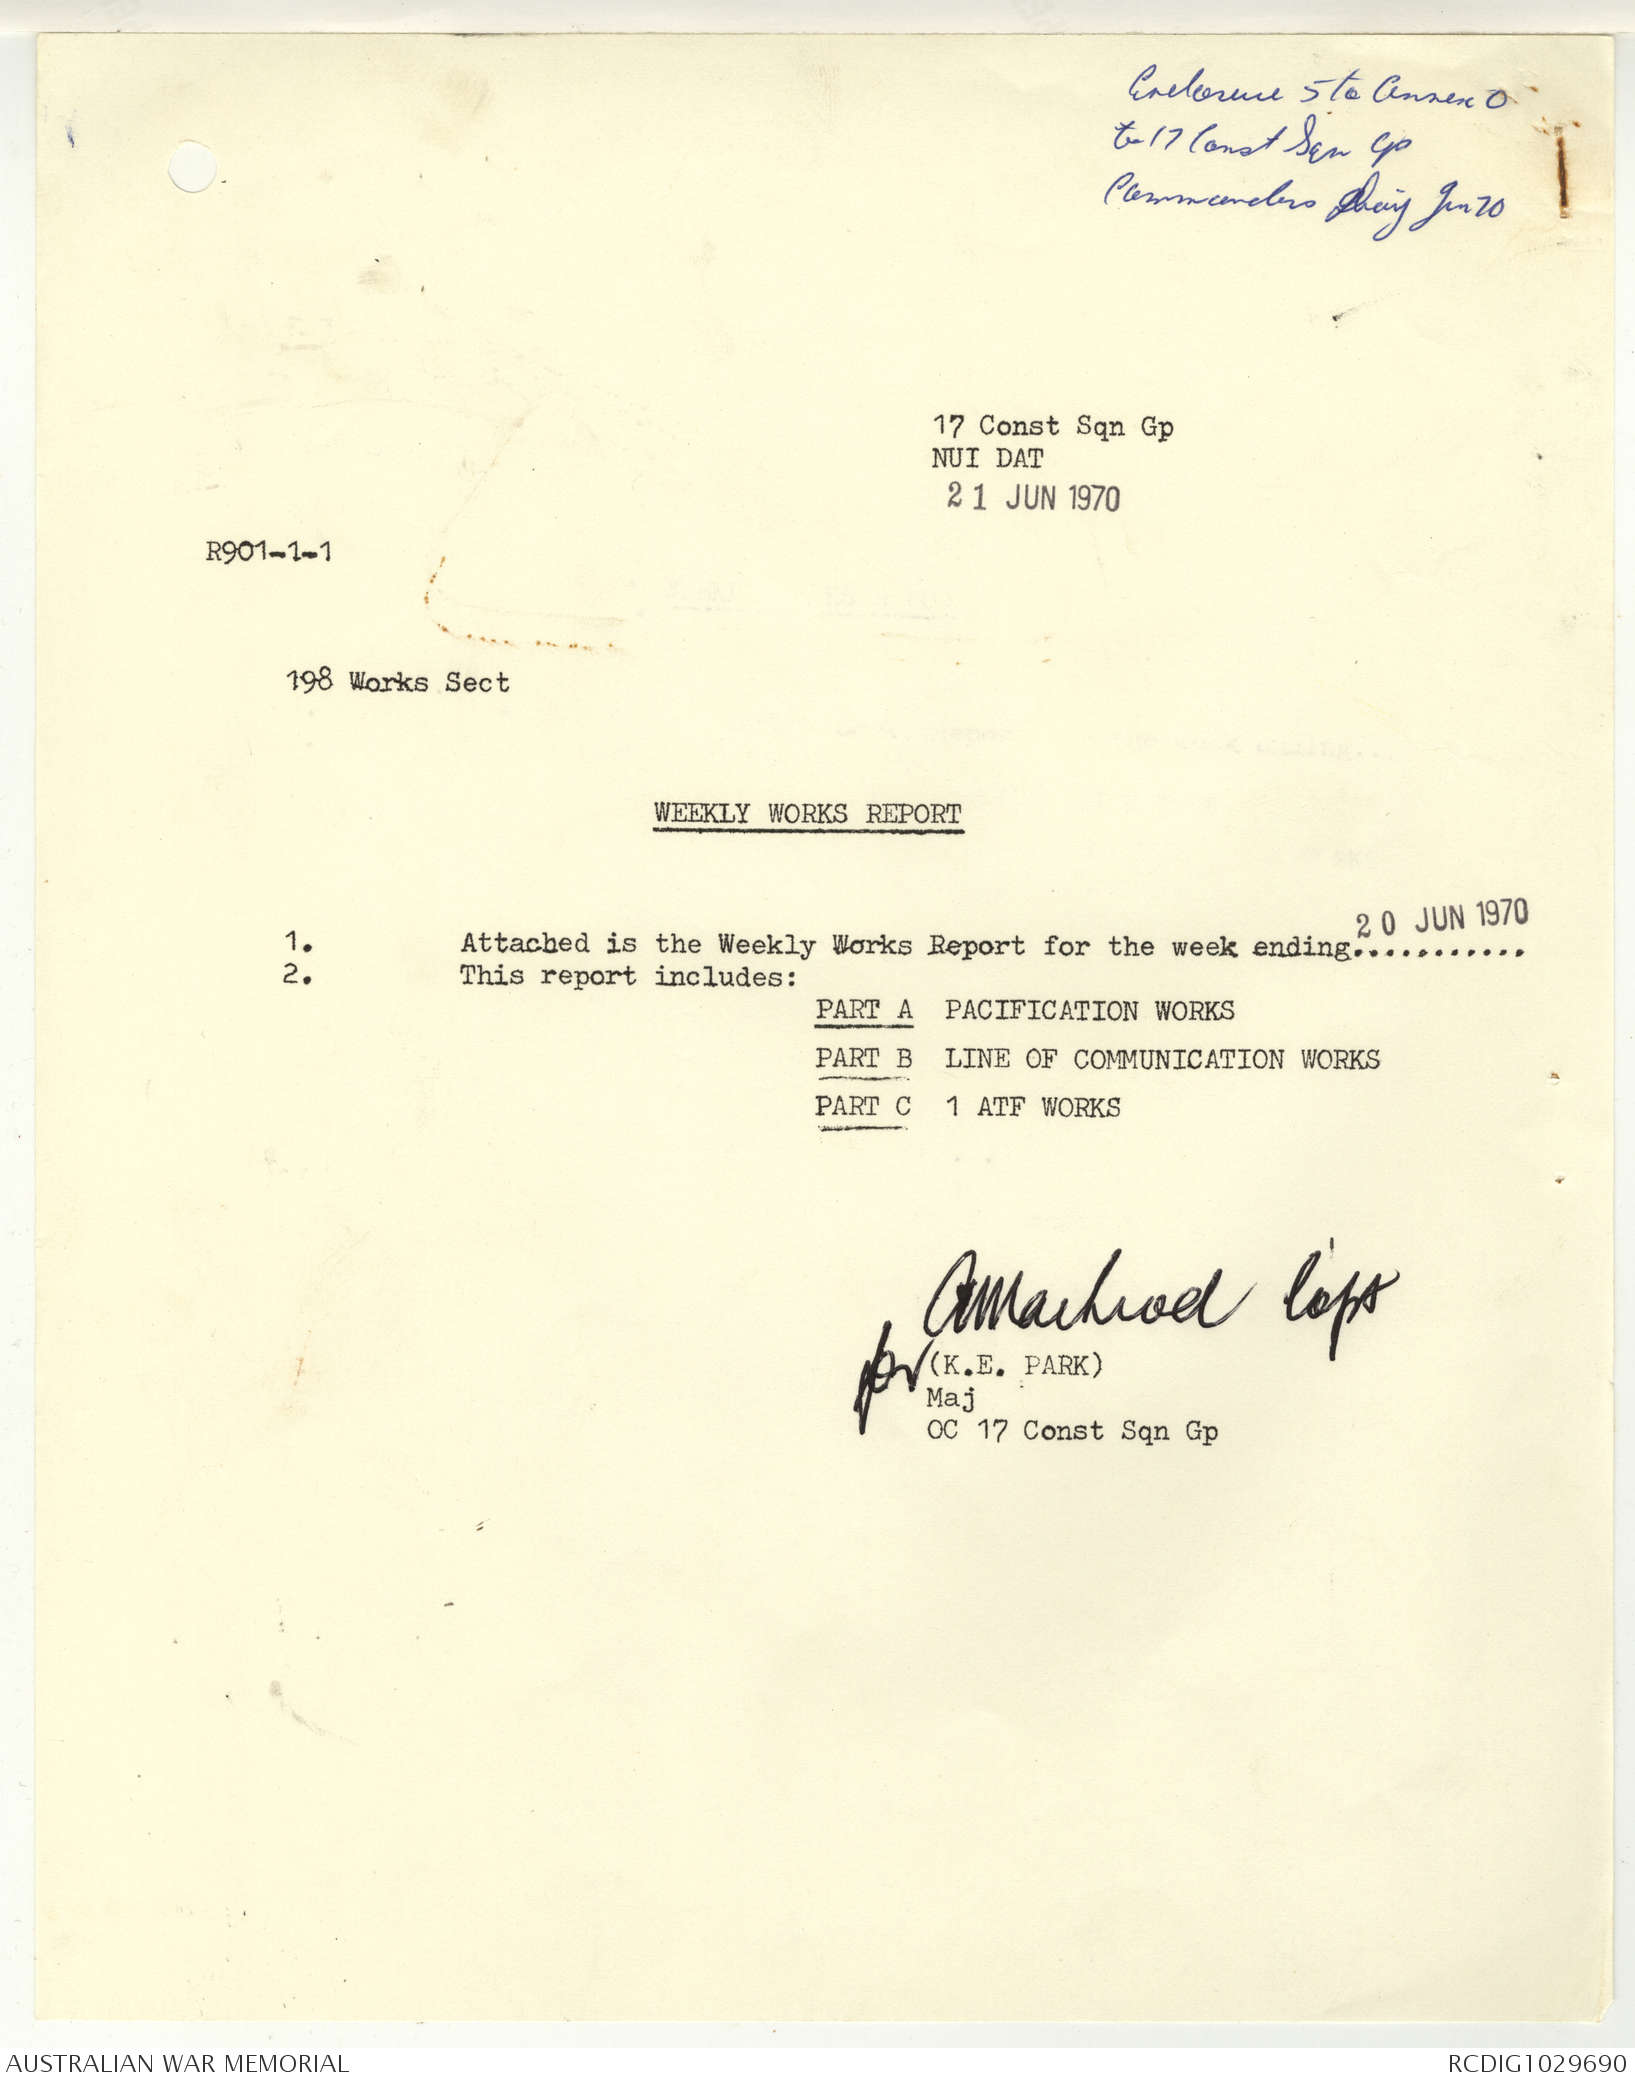 Enclosure 5 to Annex O
to 17 Const Sqn Gp
Commanders Diary Jun 70
17 Const Sqn Gp
NUI DAT
21 JUN 1970
R901-1-1
198 Works Sect
WEEKLY WORKS REPORT
20 JUN 1970
1. Attached is the Weekly Works Report for the week ending...........
2. This report includes:
PART A PACIFICATION WORKS
PART B LINE OF COMMUNICATION WORKS
PART C 1 ATF WORKS
Capt
for (K.E. PARK)
Maj
OC 17 Const Sqn Gp
AUSTRALIAN WAR MEMORIAL
RCDIG1029690